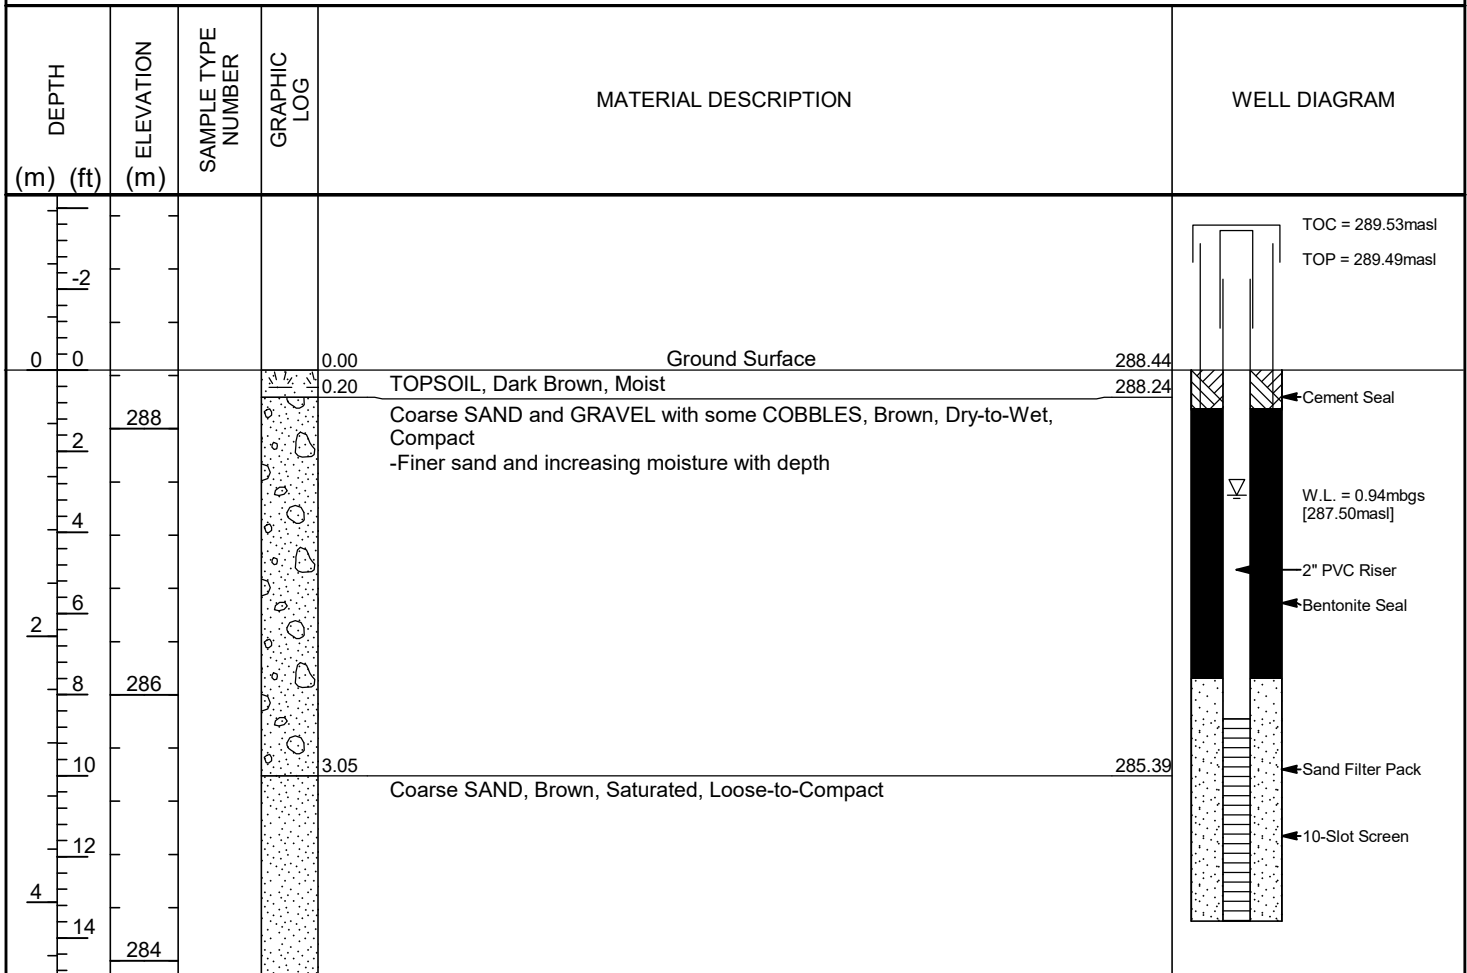 DEPTH
(m) (ft)
ELEVATION
(m)
SAMPLE TYPE
NUMBER
GRAPHIC
LOG
MATERIAL DESCRIPTION
WELL DIAGRAM
TOC = 289.53masl
TOP = 289.49masl
-2
0 0
0.00 Ground Surface 288.44
0.20 TOPSOIL, Dark Brown, Moist 288.24
Cement Seal
Coarse SAND and GRAVEL with some COBBLES, Brown, Dry-to-Wet,
288
Compact
2
-Finer sand and increasing moisture with depth
W.L. = 0.94mbgs
[287.50masl]
4
2" PVC Riser
6
Bentonite Seal
2
8
286
10
3.05 285.39
Sand Filter Pack
Coarse SAND, Brown, Saturated, Loose-to-Compact
10-Slot Screen
12
4
14
284